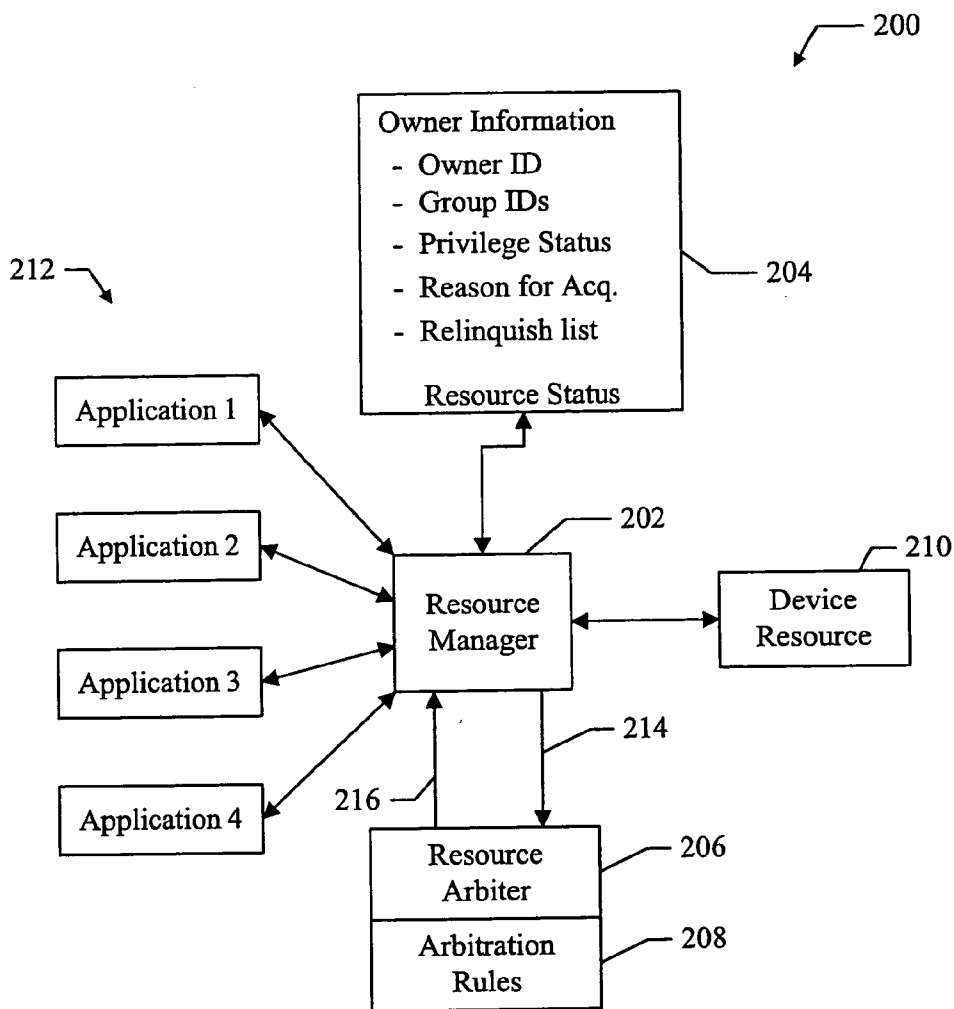 200
Owner Information
- Owner ID
- Group IDs
- Privilege Status
- Reason for Acq.
- Relinquish list
Resource Status
204
212
Application 1
Application 2
Application 3
Application 4
202
Resource
Manager
210
Device
Resource
214
216
Resource
Arbiter
206
Arbitration
Rules
208